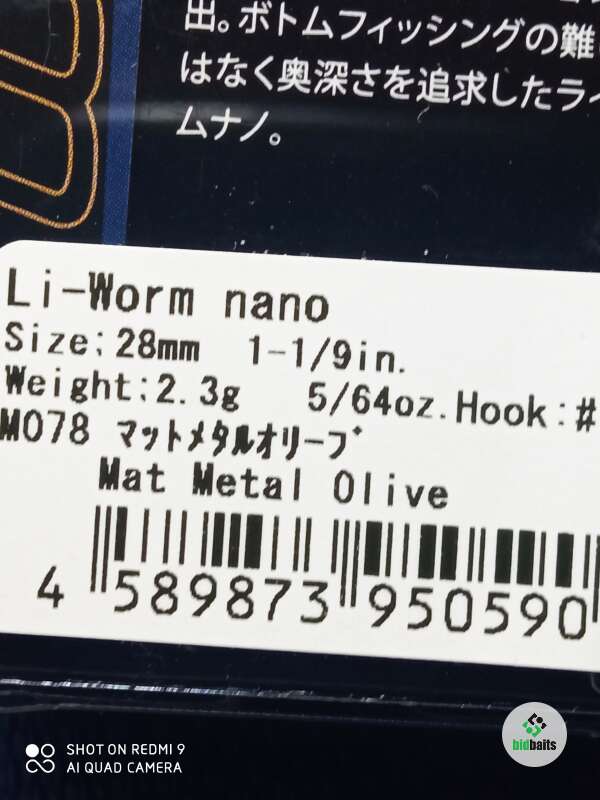 出。ボトムフィッシングの難し
はなく奥深さを追求したライ
ムナノ。
Li-Worm nano
Size:28mm 1-1/9in.
Weight:2.3g 5/64oz.Hook:#
M078 マットメタルオリーブ
Mat Metal Olive
4 589873 950590
SHOT ON REDMI 9
AI QUAD CAMERA
bidbaits